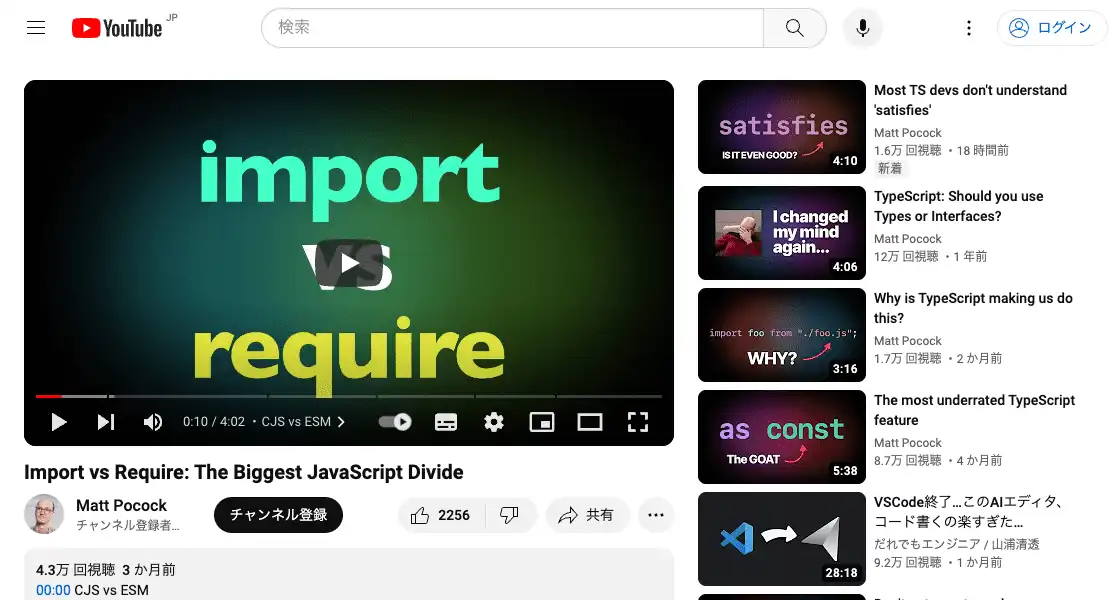 YouTube JP
検索
ログイン
import
vs
require
0:10 / 4:02 ・ CJS vs ESM
Import vs Require: The Biggest JavaScript Divide
Matt Pocock
チャンネル登録者...
チャンネル登録
2256
共有
4.3万 回視聴 3 か月前
00:00 CJS vs ESM
satisfies
IS IT EVEN GOOD?
4:10
Most TS devs don't understand
'satisfies'
Matt Pocock
1.6万 回視聴 ・18 時間前
新着
I changed
my mind
again...
4:06
TypeScript: Should you use
Types or Interfaces?
Matt Pocock
12万 回視聴 ・1 年前
import foo from "./foo.js";
WHY?
3:16
Why is TypeScript making us do
this?
Matt Pocock
1.7万 回視聴 ・2 か月前
as const
The GOAT
5:38
The most underrated TypeScript
feature
Matt Pocock
8.7万 回視聴 ・4 か月前
28:18
VSCode終了...このAIエディタ、
コード書くの楽すぎた...
だれでもエンジニア / 山浦清透
9.2万 回視聴 ・1 か月前